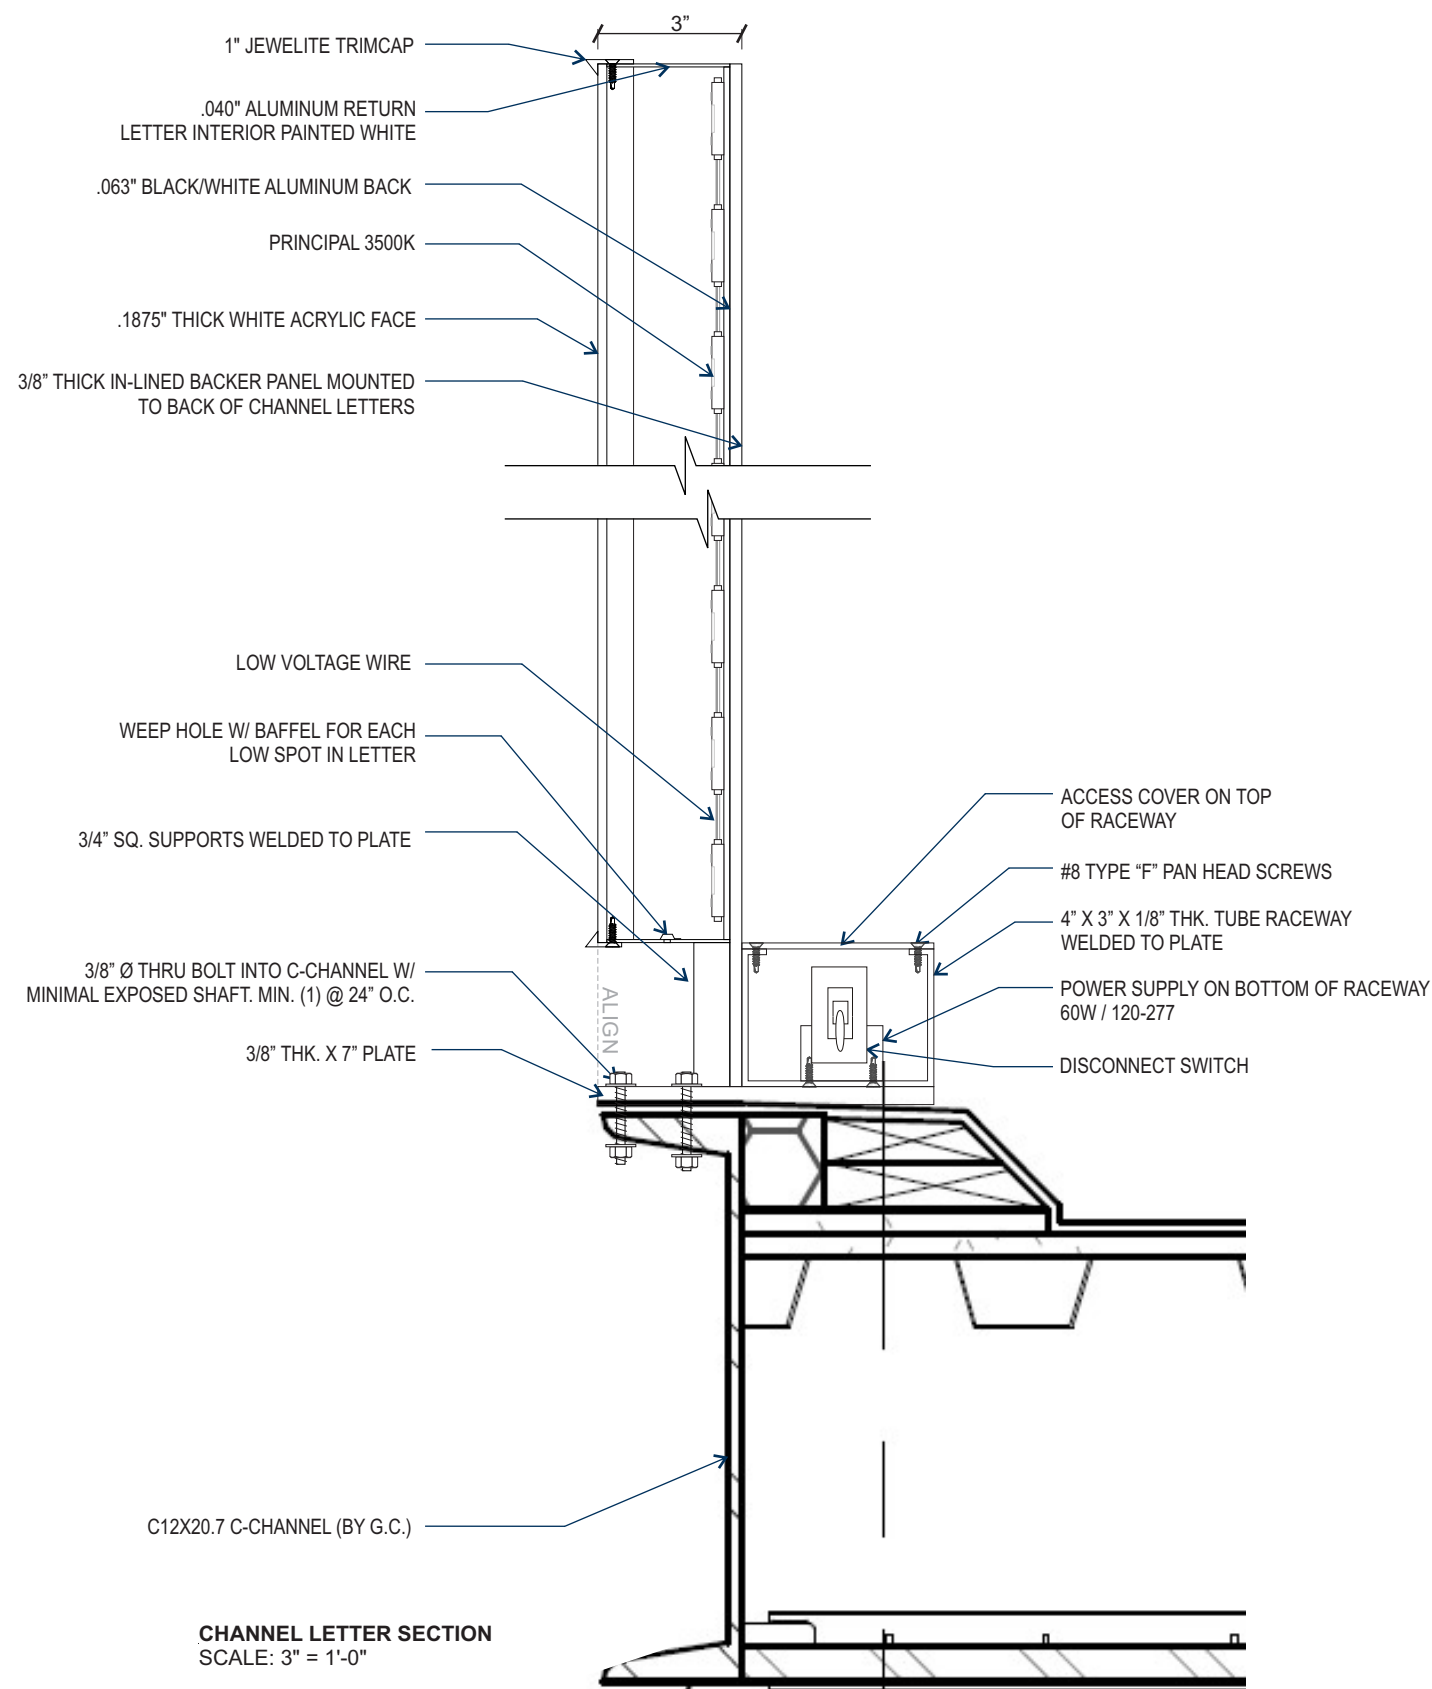 3”
1" JEWELITE TRIMCAP
.040" ALUMINUM RETURN
LETTER INTERIOR PAINTED WHITE
.063" BLACK/WHITE ALUMINUM BACK
PRINCIPAL 3500K
.1875" THICK WHITE ACRYLIC FACE
3/8” THICK IN-LINED BACKER PANEL MOUNTED
TO BACK OF CHANNEL LETTERS
LOW VOLTAGE WIRE
WEEP HOLE W/ BAFFEL FOR EACH
LOW SPOT IN LETTER
3/4” SQ. SUPPORTS WELDED TO PLATE
3/8” Ø THRU BOLT INTO C-CHANNEL W/
MINIMAL EXPOSED SHAFT. MIN. (1) @ 24” O.C.
3/8” THK. X 7” PLATE
ALIGN
ACCESS COVER ON TOP
OF RACEWAY
#8 TYPE “F” PAN HEAD SCREWS
4” X 3” X 1/8” THK. TUBE RACEWAY
WELDED TO PLATE
POWER SUPPLY ON BOTTOM OF RACEWAY
60W / 120-277
DISCONNECT SWITCH
C12X20.7 C-CHANNEL (BY G.C.)
CHANNEL LETTER SECTION
SCALE: 3" = 1'-0"